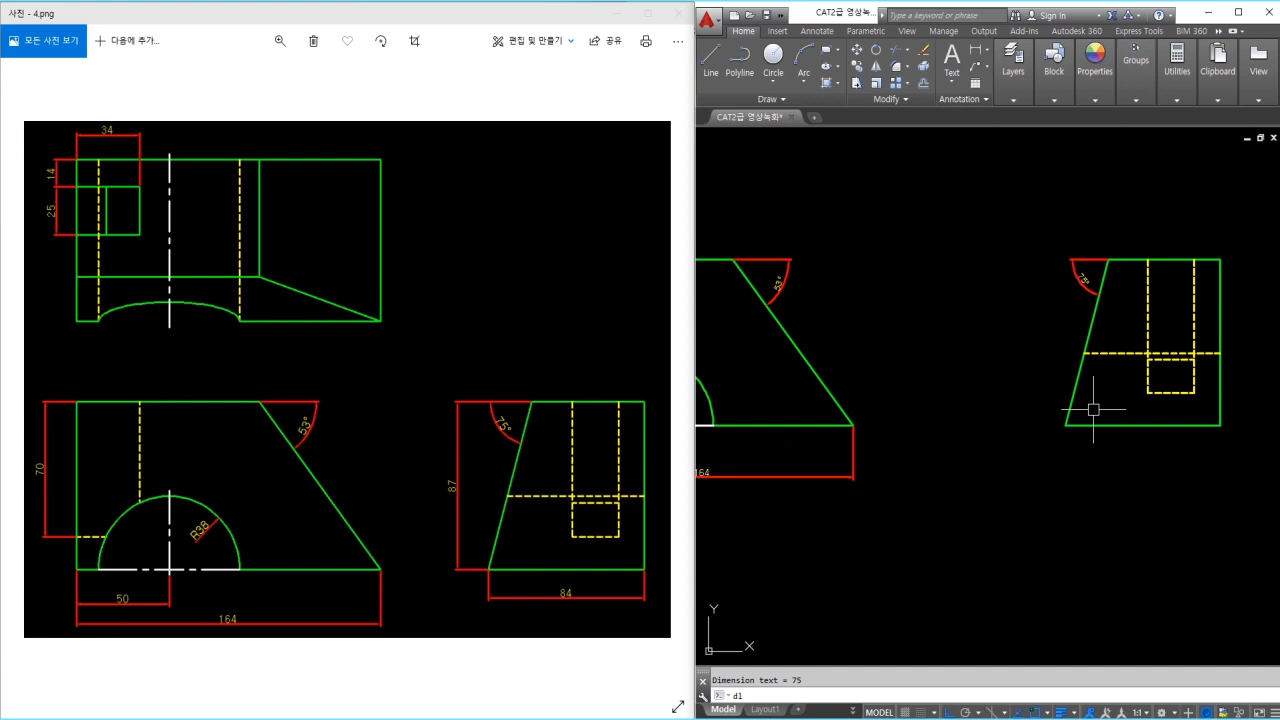 사진 - 4.png
모든 사진 보기
다음에 추가...
편집 및 만들기
공유
34
14
25
70
53°
R38
50
164
75°
87
84
CAT2급 영상녹...
Type a keyword or phrase
Sign In
Home
Insert
Annotate
Parametric
View
Manage
Output
Add-ins
Autodesk 360
Express Tools
BIM 360
Line
Polyline
Circle
Arc
Text
Layers
Block
Properties
Groups
Utilities
Clipboard
View
Draw
Modify
Annotation
CAT2급 영상녹화*
53°
75°
164
Y
X
Dimension text = 75
dl
Model
Layout1
MODEL
1:1